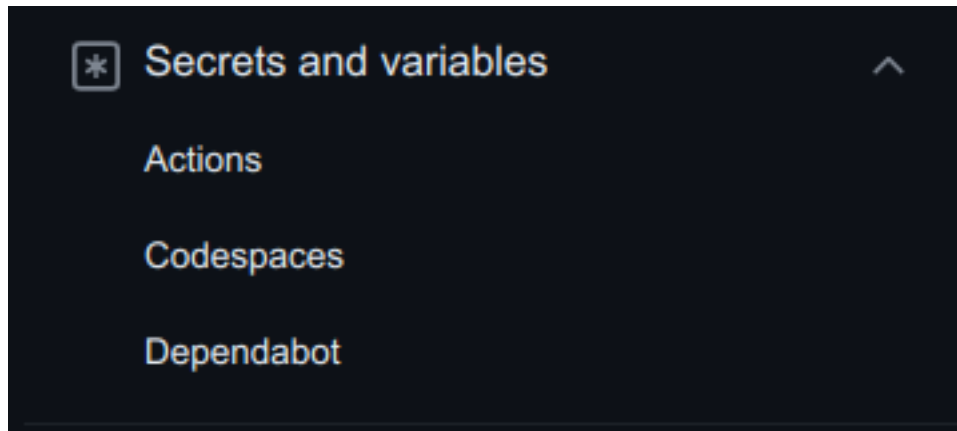 Secrets and variables
Actions
Codespaces
Dependabot